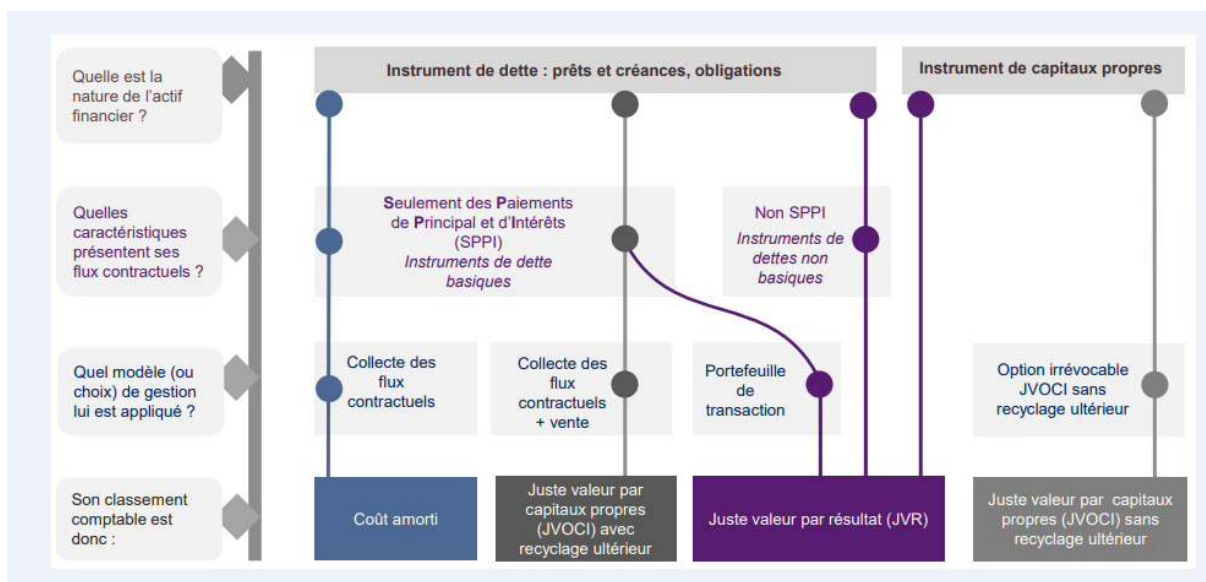 Quelle est la
nature de l'actif
financier ?
Instrument de dette : prêts et créances, obligations
Instrument de capitaux propres
Quelles
caractéristiques
présentent ses
flux contractuels ?
Seulement des Paiements
de Principal et d'Intérêts
(SPPI)
Instruments de dette
basiques
Non SPPI
Instruments de
dettes non
basiques
Quel modèle (ou
choix) de gestion
lui est appliqué ?
Collecte des
flux
contractuels
Collecte des
flux
contractuels
+ vente
Portefeuille
de
transaction
Option irrévocable
JVOCI sans
recyclage ultérieur
Son classement
comptable est
donc :
Coût amorti
Juste valeur par
capitaux propres
(JVOCI) avec
recyclage ultérieur
Juste valeur par résultat (JVR)
Juste valeur par capitaux
propres (JVOCI) sans
recyclage ultérieur